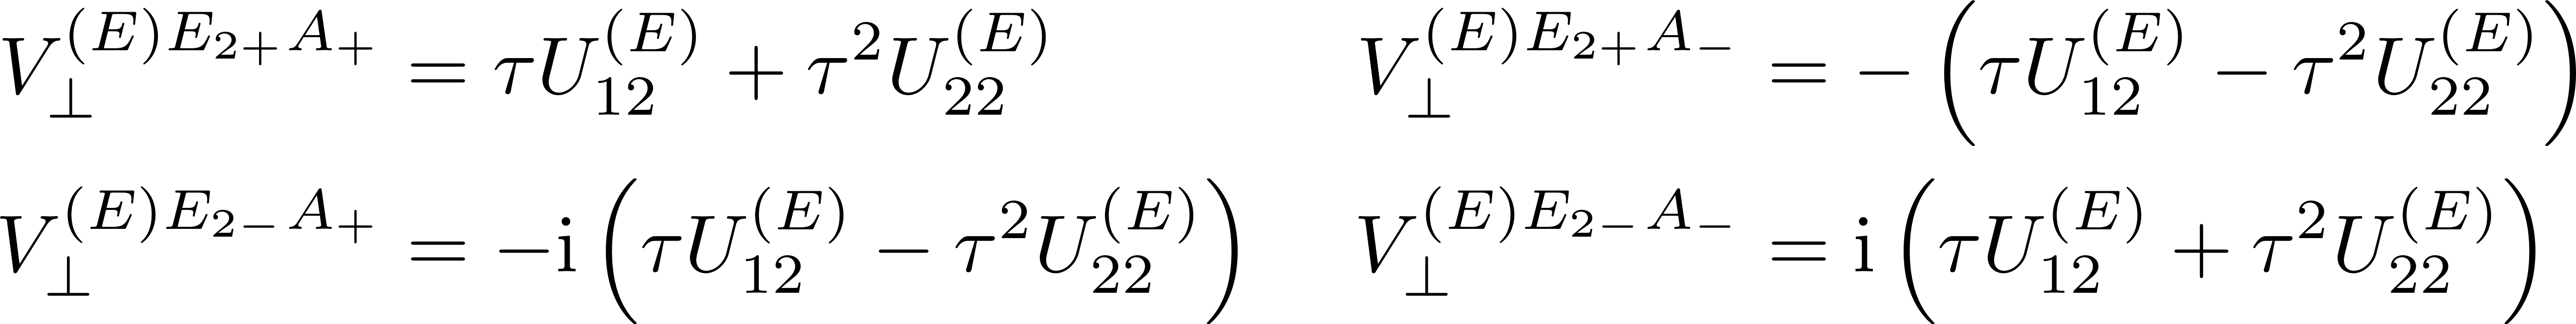 $V_{\perp}^{(E)E_{2+}A_{+}} = \tau U_{12}^{(E)} + \tau^2 U_{22}^{(E)} \qquad V_{\perp}^{(E)E_{2+}A_{-}} = -\left(\tau U_{12}^{(E)} - \tau^2 U_{22}^{(E)}\right)$
$V_{\perp}^{(E)E_{2-}A_{+}} = -\mathrm{i}\left(\tau U_{12}^{(E)} - \tau^2 U_{22}^{(E)}\right) \qquad V_{\perp}^{(E)E_{2-}A_{-}} = \mathrm{i}\left(\tau U_{12}^{(E)} + \tau^2 U_{22}^{(E)}\right)$